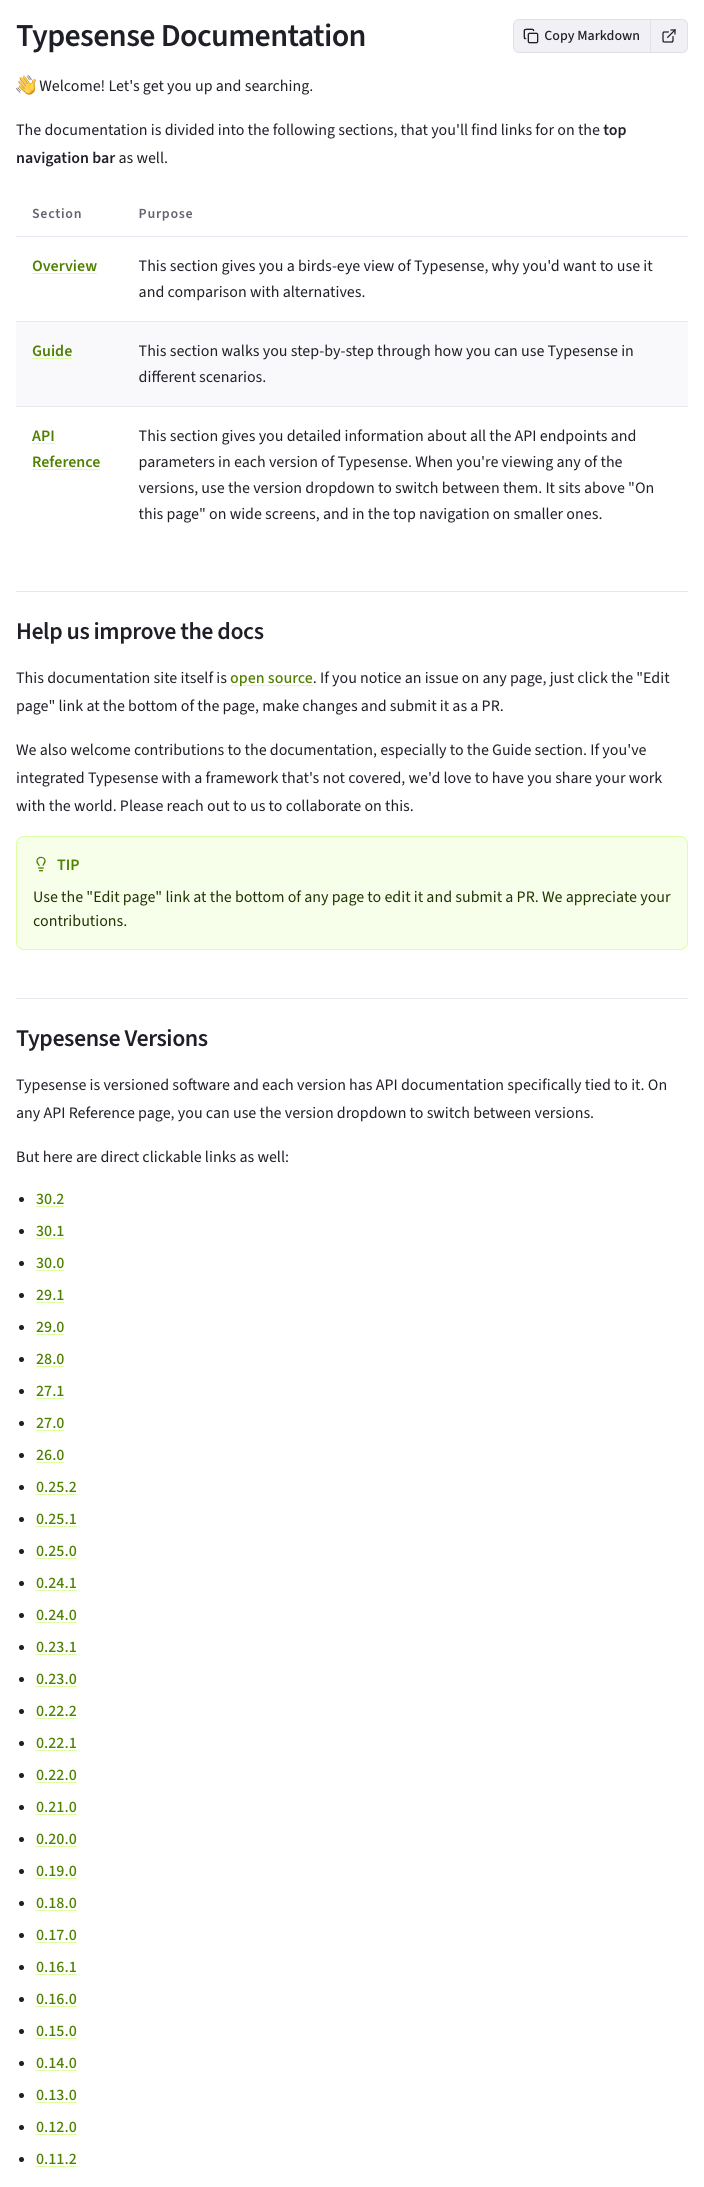 Typesense Documentation
Copy Markdown
👋 Welcome! Let's get you up and searching.
The documentation is divided into the following sections, that you'll find links for on the top
navigation bar as well.
Section Purpose
Overview This section gives you a birds-eye view of Typesense, why you'd want to use it
and comparison with alternatives.
Guide This section walks you step-by-step through how you can use Typesense in
different scenarios.
API This section gives you detailed information about all the API endpoints and
Reference parameters in each version of Typesense. When you're viewing any of the
versions, use the version dropdown to switch between them. It sits above "On
this page" on wide screens, and in the top navigation on smaller ones.
Help us improve the docs
This documentation site itself is open source. If you notice an issue on any page, just click the "Edit
page" link at the bottom of the page, make changes and submit it as a PR.
We also welcome contributions to the documentation, especially to the Guide section. If you've
integrated Typesense with a framework that's not covered, we'd love to have you share your work
with the world. Please reach out to us to collaborate on this.
TIP
Use the "Edit page" link at the bottom of any page to edit it and submit a PR. We appreciate your
contributions.
Typesense Versions
Typesense is versioned software and each version has API documentation specifically tied to it. On
any API Reference page, you can use the version dropdown to switch between versions.
But here are direct clickable links as well:
• 30.2
• 30.1
• 30.0
• 29.1
• 29.0
• 28.0
• 27.1
• 27.0
• 26.0
• 0.25.2
• 0.25.1
• 0.25.0
• 0.24.1
• 0.24.0
• 0.23.1
• 0.23.0
• 0.22.2
• 0.22.1
• 0.22.0
• 0.21.0
• 0.20.0
• 0.19.0
• 0.18.0
• 0.17.0
• 0.16.1
• 0.16.0
• 0.15.0
• 0.14.0
• 0.13.0
• 0.12.0
• 0.11.2